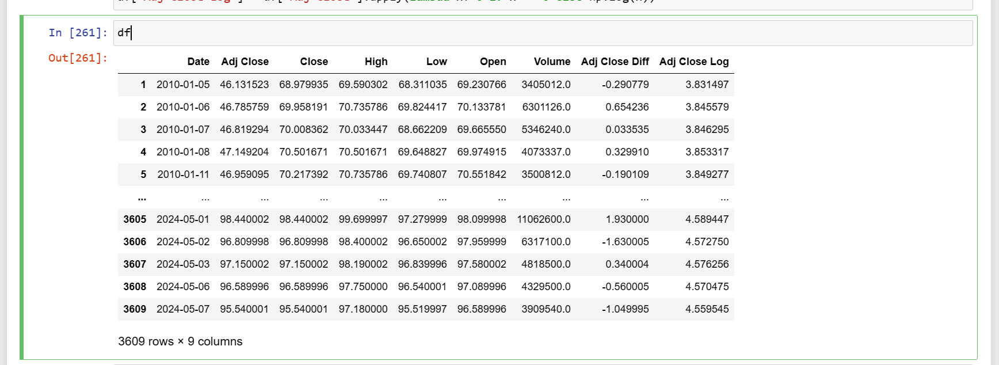 In [261]: df
Out[261]:
Date Adj Close Close High Low Open Volume Adj Close Diff Adj Close Log
1 2010-01-05 46.131523 68.979935 69.590302 68.311035 69.230766 3405012.0 -0.290779 3.831497
2 2010-01-06 46.785759 69.958191 70.735786 69.824417 70.133781 6301126.0 0.654236 3.845579
3 2010-01-07 46.819294 70.008362 70.033447 68.662209 69.665550 5346240.0 0.033535 3.846295
4 2010-01-08 47.149204 70.501671 70.501671 69.648827 69.974915 4073337.0 0.329910 3.853317
5 2010-01-11 46.959095 70.217392 70.735786 69.740807 70.551842 3500812.0 -0.190109 3.849277
... ... ... ... ... ... ... ... ... ...
3605 2024-05-01 98.440002 98.440002 99.699997 97.279999 98.099998 11062600.0 1.930000 4.589447
3606 2024-05-02 96.809998 96.809998 98.400002 96.650002 97.959999 6317100.0 -1.630005 4.572750
3607 2024-05-03 97.150002 97.150002 98.190002 96.839996 97.580002 4818500.0 0.340004 4.576256
3608 2024-05-06 96.589996 96.589996 97.750000 96.540001 97.089996 4329500.0 -0.560005 4.570475
3609 2024-05-07 95.540001 95.540001 97.180000 95.519997 96.589996 3909540.0 -1.049995 4.559545
3609 rows × 9 columns